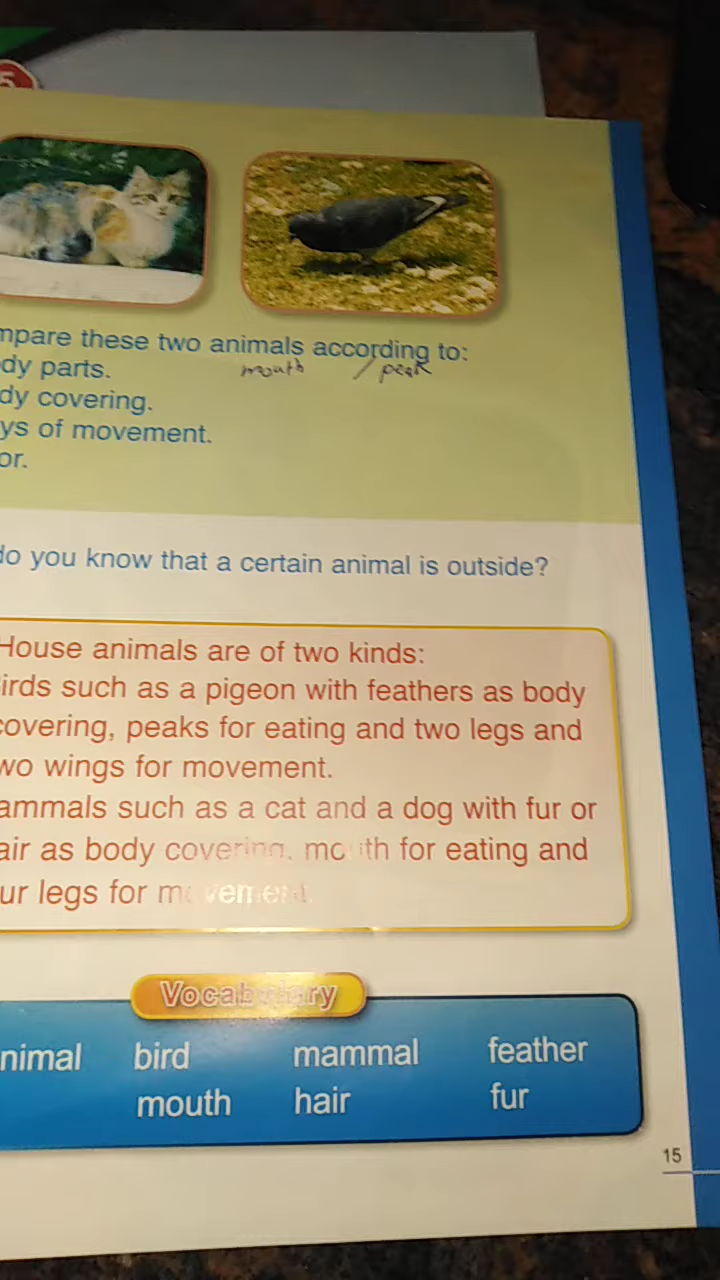 5
mpare these two animals according to:
dy parts. mouth / peak
dy covering.
ys of movement.
or.
do you know that a certain animal is outside?
House animals are of two kinds:
irds such as a pigeon with feathers as body
covering, peaks for eating and two legs and
wo wings for movement.
ammals such as a cat and a dog with fur or
air as body covering, mouth for eating and
ur legs for movement.
Vocabulary
nimal bird mammal feather
mouth hair fur
15